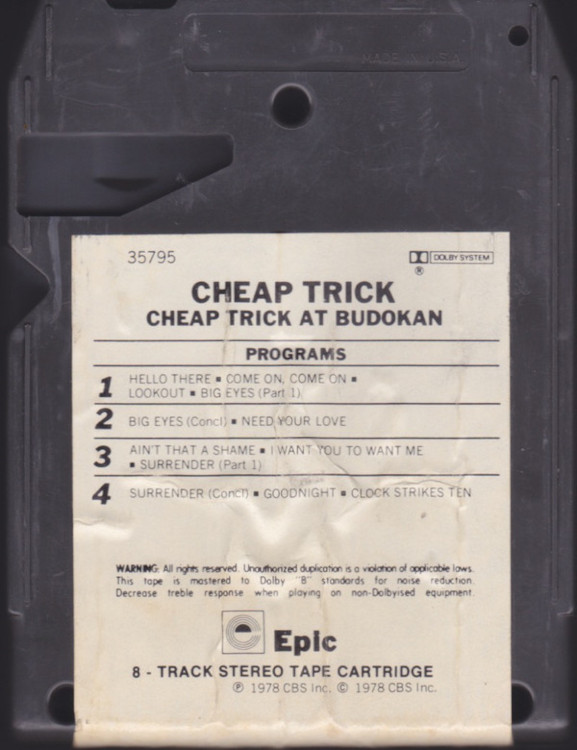 MADE IN U.S.A.
35795
DOLBY SYSTEM
®
CHEAP TRICK
CHEAP TRICK AT BUDOKAN
PROGRAMS
1 HELLO THERE ▪ COME ON, COME ON ▪
LOOKOUT ▪ BIG EYES (Part 1)
2 BIG EYES (Concl) ▪ NEED YOUR LOVE
3 AIN'T THAT A SHAME ▪ I WANT YOU TO WANT ME
▪ SURRENDER (Part 1)
4 SURRENDER (Concl) ▪ GOODNIGHT ▪ CLOCK STRIKES TEN
WARNING: All rights reserved. Unauthorized duplication is a violation of applicable laws.
This tape is mastered to Dolby "B" standards for noise reduction.
Decrease treble response when playing on non-Dolbyised equipment.
Epic
8 - TRACK STEREO TAPE CARTRIDGE
℗ 1978 CBS Inc. © 1978 CBS Inc.